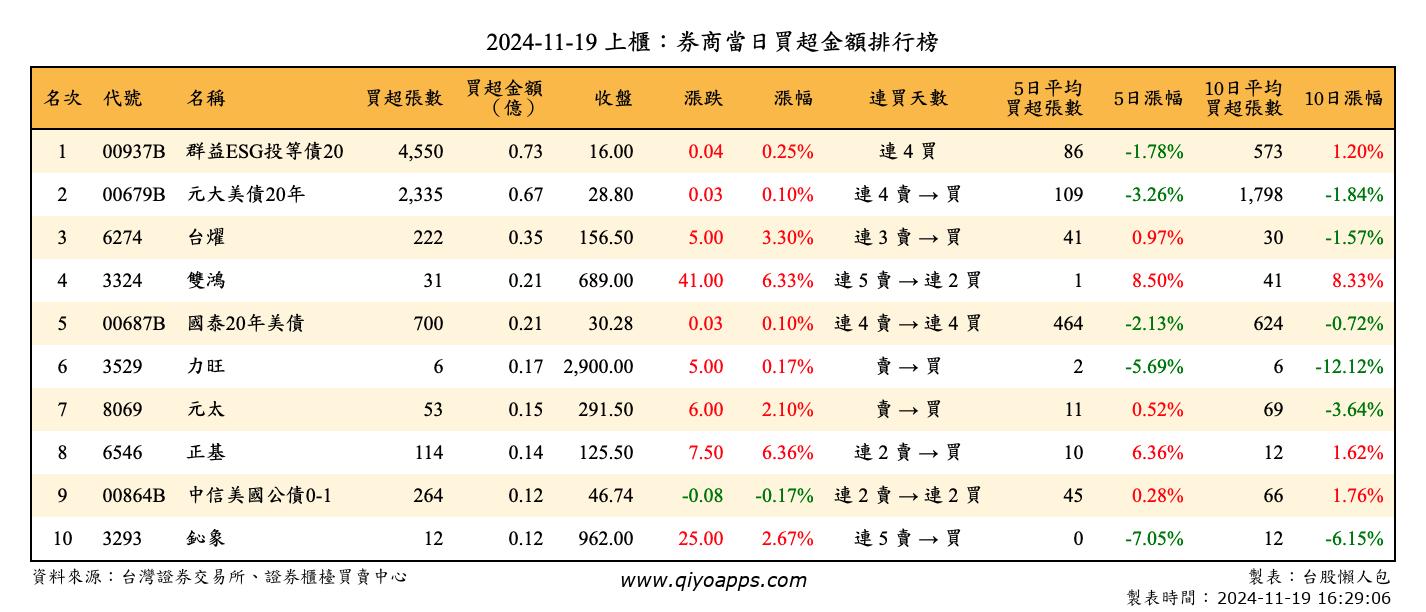 2024-11-19 上櫃：券商當日買超金額排行榜
名次 代號 名稱 買超張數 買超金額（億） 收盤 漲跌 漲幅 連買天數 5日平均買超張數 5日漲幅 10日平均買超張數 10日漲幅
1 00937B 群益ESG投等債20 4,550 0.73 16.00 0.04 0.25% 連 4 買 86 -1.78% 573 1.20%
2 00679B 元大美債20年 2,335 0.67 28.80 0.03 0.10% 連 4 賣 → 買 109 -3.26% 1,798 -1.84%
3 6274 台燿 222 0.35 156.50 5.00 3.30% 連 3 賣 → 買 41 0.97% 30 -1.57%
4 3324 雙鴻 31 0.21 689.00 41.00 6.33% 連 5 賣 → 連 2 買 1 8.50% 41 8.33%
5 00687B 國泰20年美債 700 0.21 30.28 0.03 0.10% 連 4 賣 → 連 4 買 464 -2.13% 624 -0.72%
6 3529 力旺 6 0.17 2,900.00 5.00 0.17% 賣 → 買 2 -5.69% 6 -12.12%
7 8069 元太 53 0.15 291.50 6.00 2.10% 賣 → 買 11 0.52% 69 -3.64%
8 6546 正基 114 0.14 125.50 7.50 6.36% 連 2 賣 → 買 10 6.36% 12 1.62%
9 00864B 中信美國公債0-1 264 0.12 46.74 -0.08 -0.17% 連 2 賣 → 連 2 買 45 0.28% 66 1.76%
10 3293 鈊象 12 0.12 962.00 25.00 2.67% 連 5 賣 → 買 0 -7.05% 12 -6.15%
資料來源：台灣證券交易所、證券櫃檯買賣中心 www.qiyoapps.com 製表：台股懶人包
製表時間：2024-11-19 16:29:06